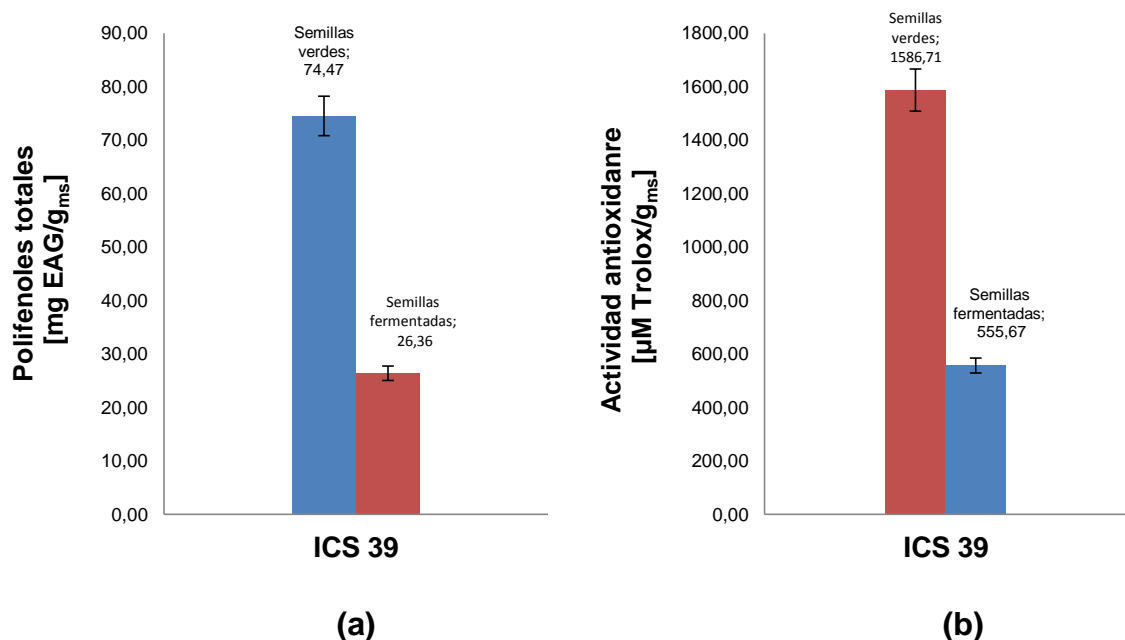 Polifenoles totales
[mg EAG/gms]
90,00
80,00
70,00
60,00
50,00
40,00
30,00
20,00
10,00
0,00
Semillas
verdes;
74,47
Semillas
fermentadas;
26,36
ICS 39
(a)
Actividad antioxidanre
[µM Trolox/gms]
1800,00
1600,00
1400,00
1200,00
1000,00
800,00
600,00
400,00
200,00
0,00
Semillas
verdes;
1586,71
Semillas
fermentadas;
555,67
ICS 39
(b)